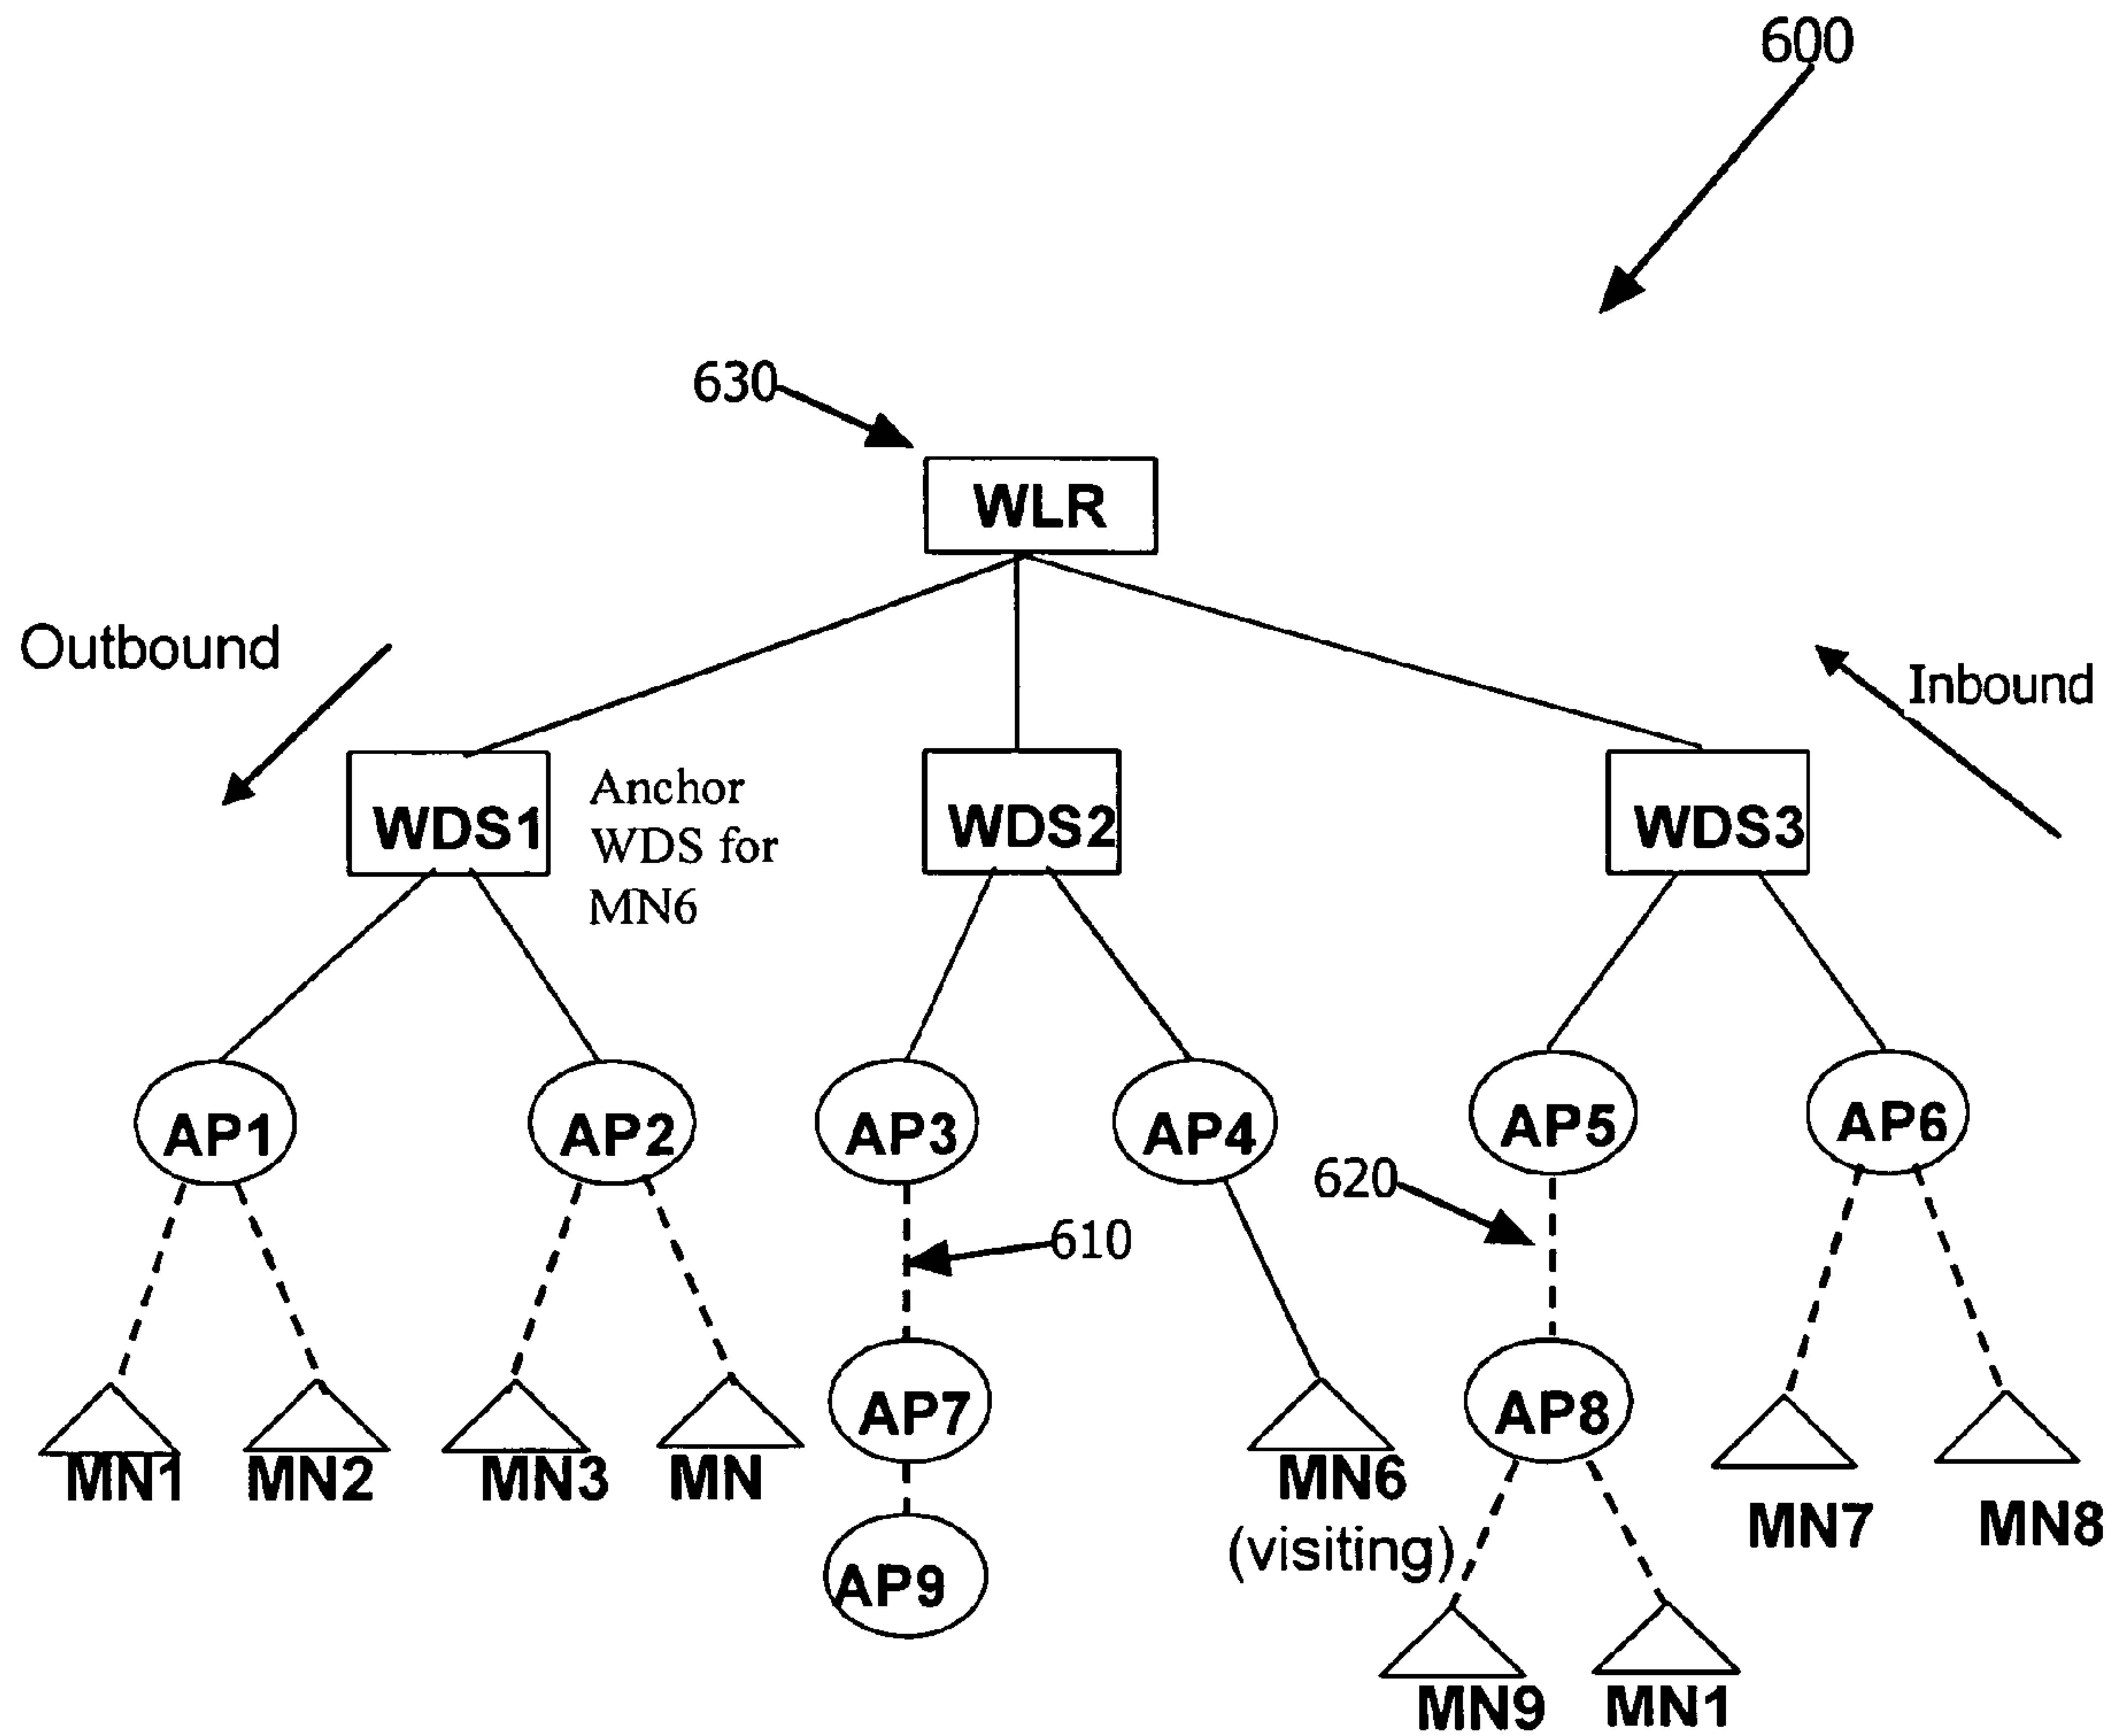 600
630
WLR
Outbound
Inbound
WDS1
Anchor
WDS for
MN6
WDS2
WDS3
AP1
AP2
AP3
AP4
AP5
AP6
620
610
AP7
AP8
MN1
MN2
MN3
MN
MN6
(visiting)
MN7
MN8
AP9
MN9
MN1